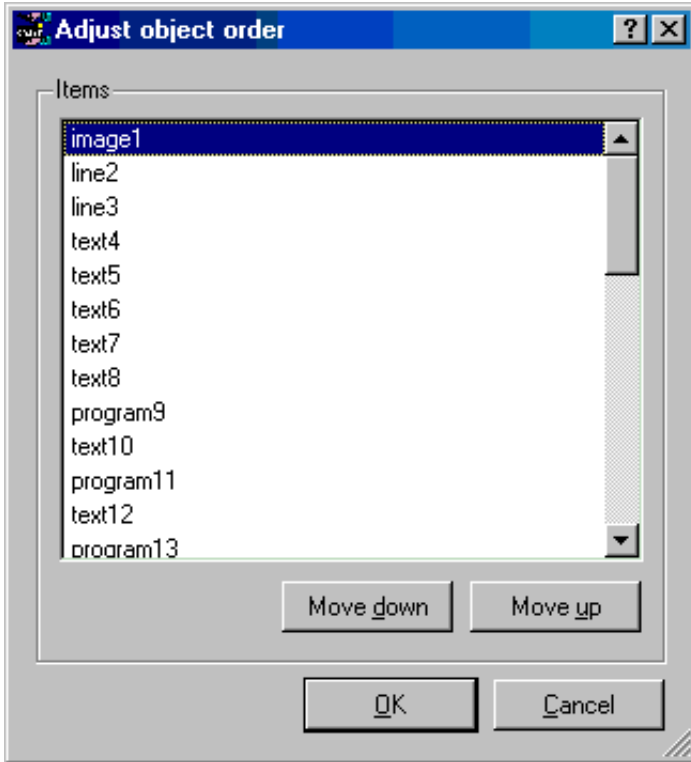 Adjust object order
Items
image1
line2
line3
text4
text5
text6
text7
text8
program9
text10
program11
text12
program13
Move down
Move up
OK
Cancel